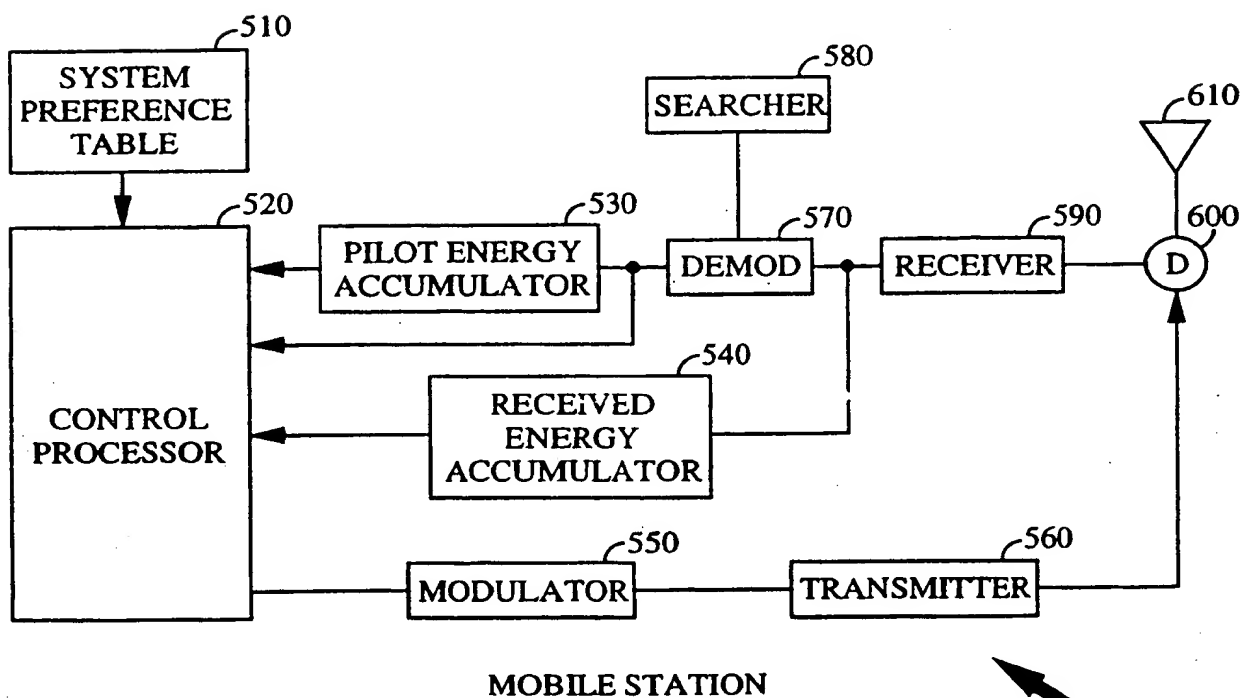 510
SYSTEM
PREFERENCE
TABLE
580
SEARCHER
610
520
530
570
590
600
PILOT ENERGY
ACCUMULATOR
DEMOD
RECEIVER
D
540
CONTROL
PROCESSOR
RECEIVED
ENERGY
ACCUMULATOR
550
560
MODULATOR
TRANSMITTER
MOBILE STATION